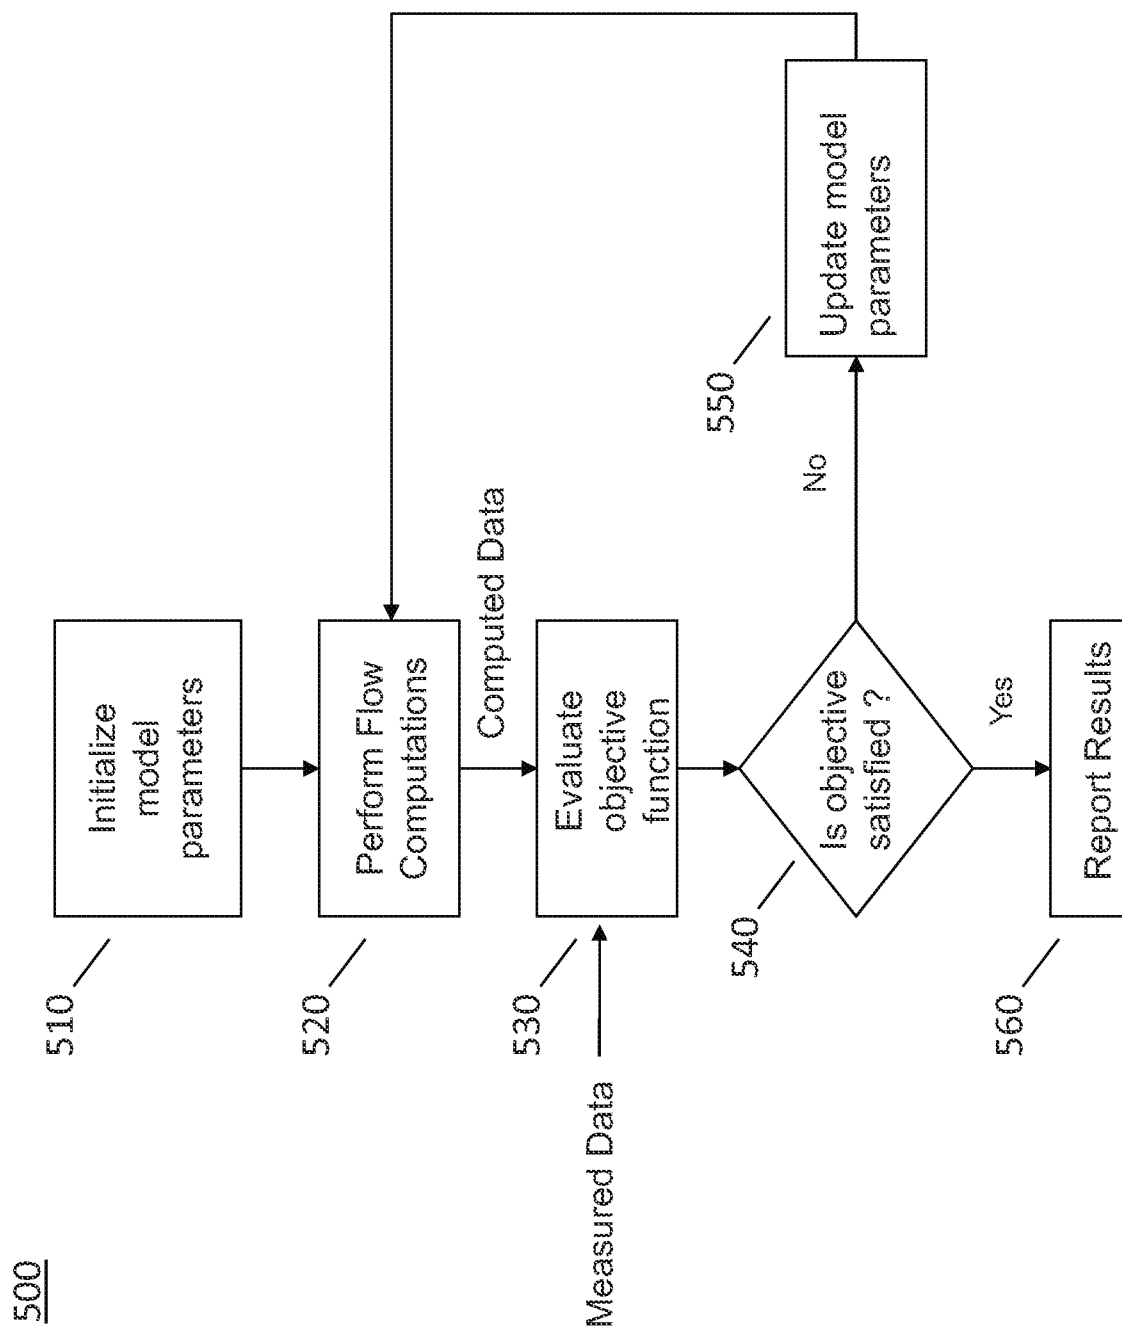 500
510
Initialize
model
parameters
520
Perform Flow
Computations
Computed Data
Measured Data
530
Evaluate
objective
function
540
Is objective
satisfied ?
No
550
Update model
parameters
Yes
560
Report Results